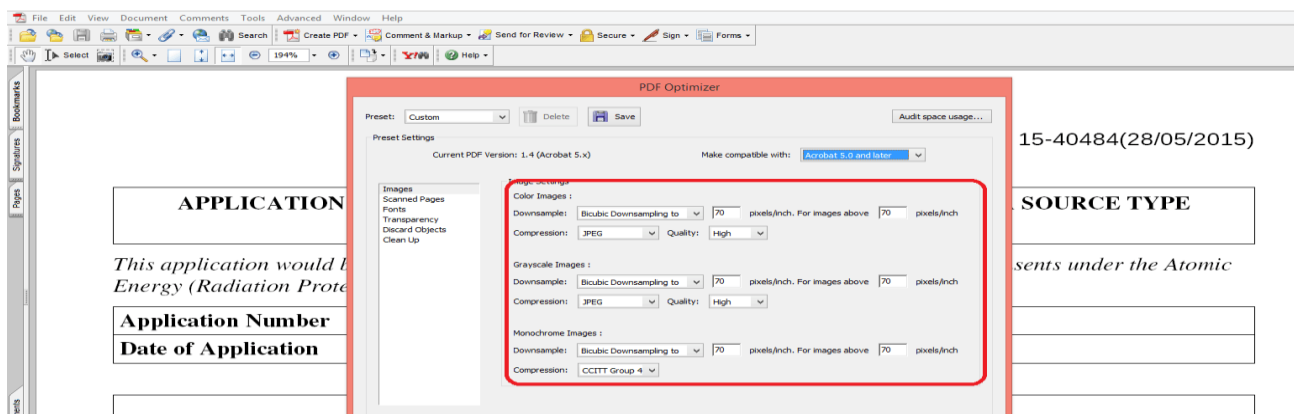 File Edit View Document Comments Tools Advanced Window Help
Search Create PDF Comment & Markup Send for Review Secure Sign Forms
Select 194% Help
PDF Optimizer
Bookmarks
Signatures
Pages
Preset: Custom Delete Save Audit space usage...
Preset Settings
Current PDF Version: 1.4 (Acrobat 5.x) Make compatible with: Acrobat 5.0 and later
15-40484(28/05/2015)
Images
Scanned Pages
Fonts
Transparency
Discard Objects
Clean Up
Image Settings
Color Images :
Downsample: Bicubic Downsampling to 70 pixels/inch. For images above 70 pixels/inch
Compression: JPEG Quality: High
Grayscale Images :
Downsample: Bicubic Downsampling to 70 pixels/inch. For images above 70 pixels/inch
Compression: JPEG Quality: High
Monochrome Images :
Downsample: Bicubic Downsampling to 70 pixels/inch. For images above 70 pixels/inch
Compression: CCITT Group 4
APPLICATION SOURCE TYPE
This application would sents under the Atomic
Energy (Radiation Prote
Application Number
Date of Application